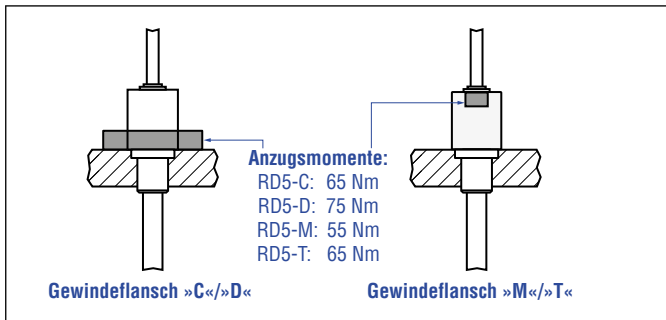 Anzugsmomente:
RD5-C: 65 Nm
RD5-D: 75 Nm
RD5-M: 55 Nm
RD5-T: 65 Nm
Gewindeflansch »C«/»D«
Gewindeflansch »M«/»T«